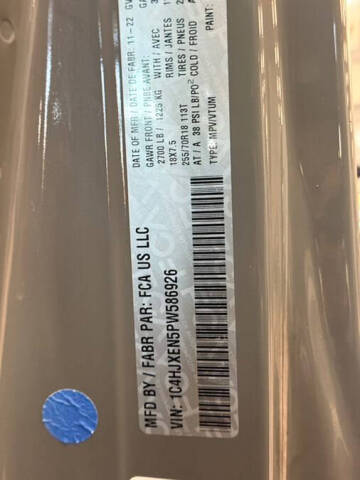 MFD BY / FABR PAR: FCA US LLC
DATE OF MFR / DATE DE FABR: 11-22 GV
GAWR FRONT / PNBE AVANT: GA
2700 LB / 1225 KG WITH / AVEC
18X7.5 RIMS / JANTES
255/70R18 113T TIRES / PNEUS
AT / A 38 PSI LB/PO² COLD / FROID
VIN: 1C4HJXEN5PW586926
TYPE: MPV/VTUM PAINT: